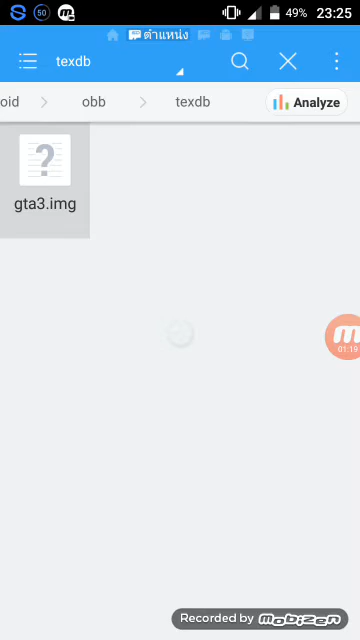 50
49%
23:25
ตำแหน่ง
texdb
oid
obb
texdb
Analyze
gta3.img
01:19
Recorded by mobizen